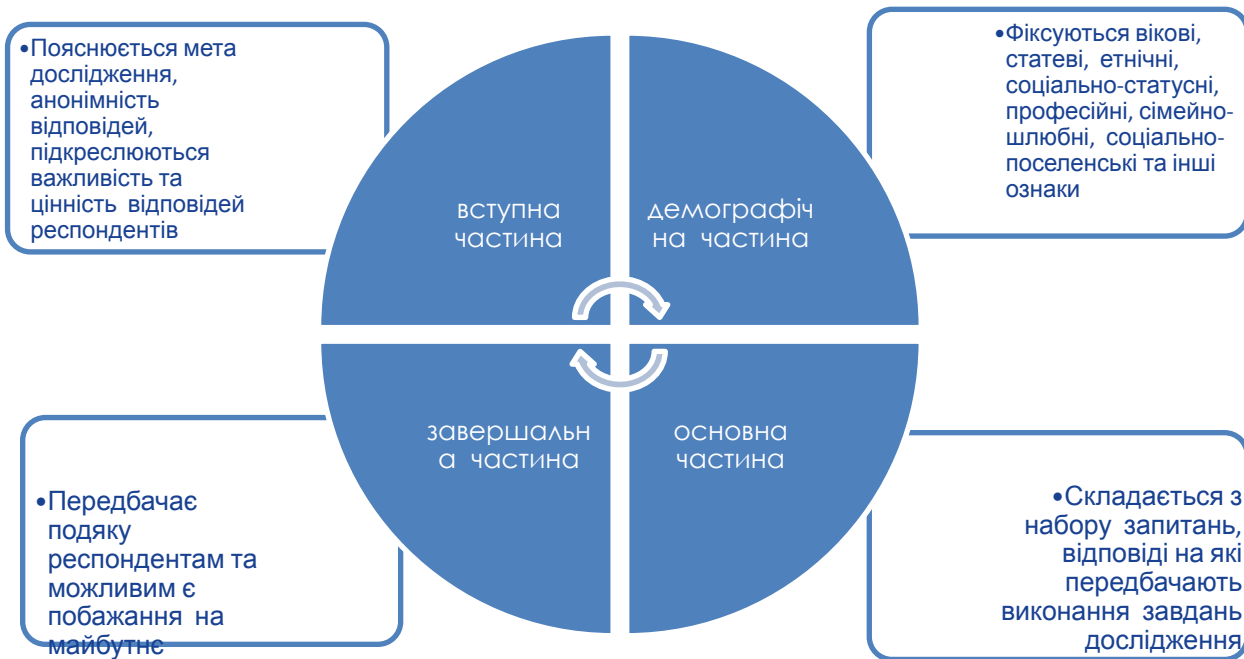 •Пояснюється мета
дослідження,
анонімність
відповідей,
підкреслюються
важливість та
цінність відповідей
респондентів
•Фіксуються вікові,
статеві, етнічні,
соціально-статусні,
професійні, сімейно-
шлюбні, соціально-
поселенські та інші
ознаки
вступна
частина
демографіч
на частина
завершальн
а частина
основна
частина
•Передбачає
подяку
респондентам та
можливим є
побажання на
майбутнє
•Складається з
набору запитань,
відповіді на які
передбачають
виконання завдань
дослідження